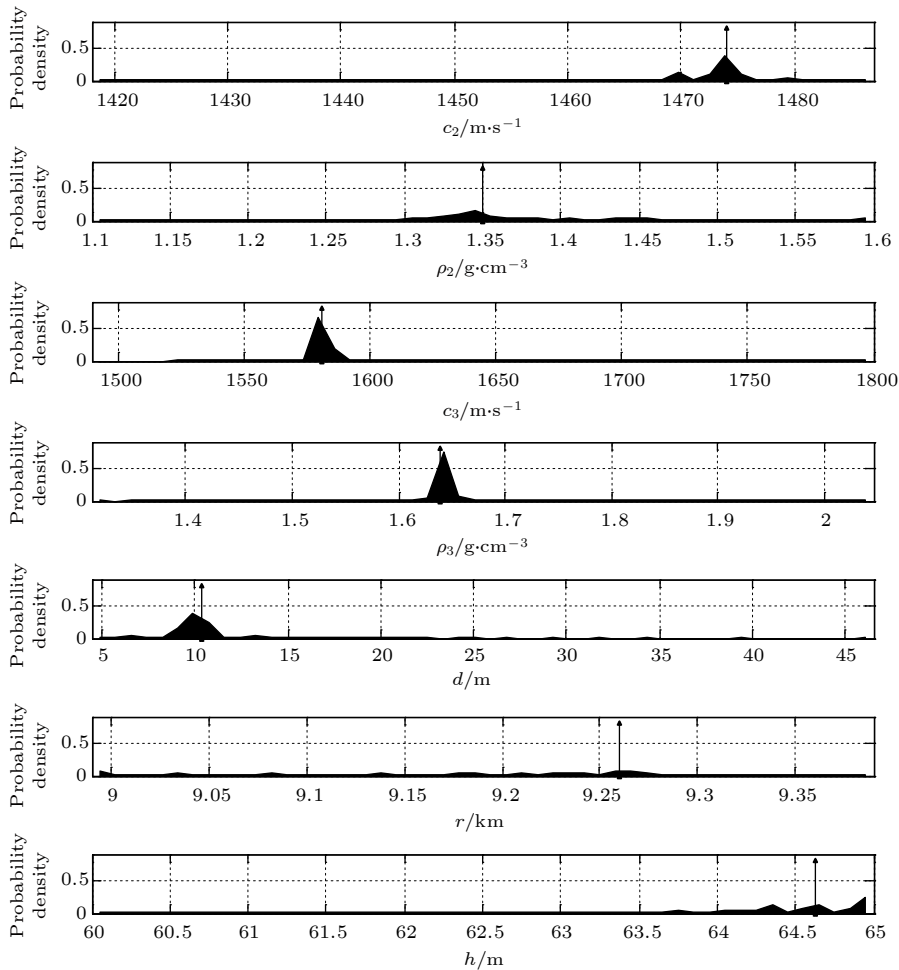 Probability
density
0.5
0
1420 1430 1440 1450 1460 1470 1480
c₂/m·s⁻¹
Probability
density
0.5
0
1.1 1.15 1.2 1.25 1.3 1.35 1.4 1.45 1.5 1.55 1.6
ρ₂/g·cm⁻³
Probability
density
0.5
0
1500 1550 1600 1650 1700 1750 1800
c₃/m·s⁻¹
Probability
density
0.5
0
1.4 1.5 1.6 1.7 1.8 1.9 2
ρ₃/g·cm⁻³
Probability
density
0.5
0
5 10 15 20 25 30 35 40 45
d/m
Probability
density
0.5
0
9 9.05 9.1 9.15 9.2 9.26 9.3 9.35
r/km
Probability
density
0.5
0
60 60.5 61 61.5 62 62.5 63 63.5 64 64.5 65
h/m